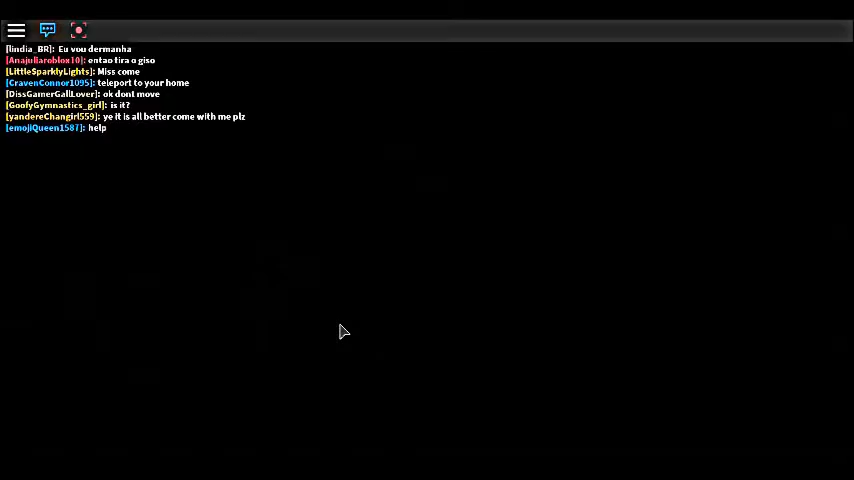 [lindia_BR]: Eu vou dermanha
[Anajuliaroblox10]: entao tira o giso
[LittleSparklyLights]: Miss come
[CravenConnor1095]: teleport to your home
[DissGamerGallLover]: ok dont move
[GoofyGymnastics_girl]: is it?
[yandereChangirl559]: ye it is all better come with me plz
[emojiQueen1587]: help